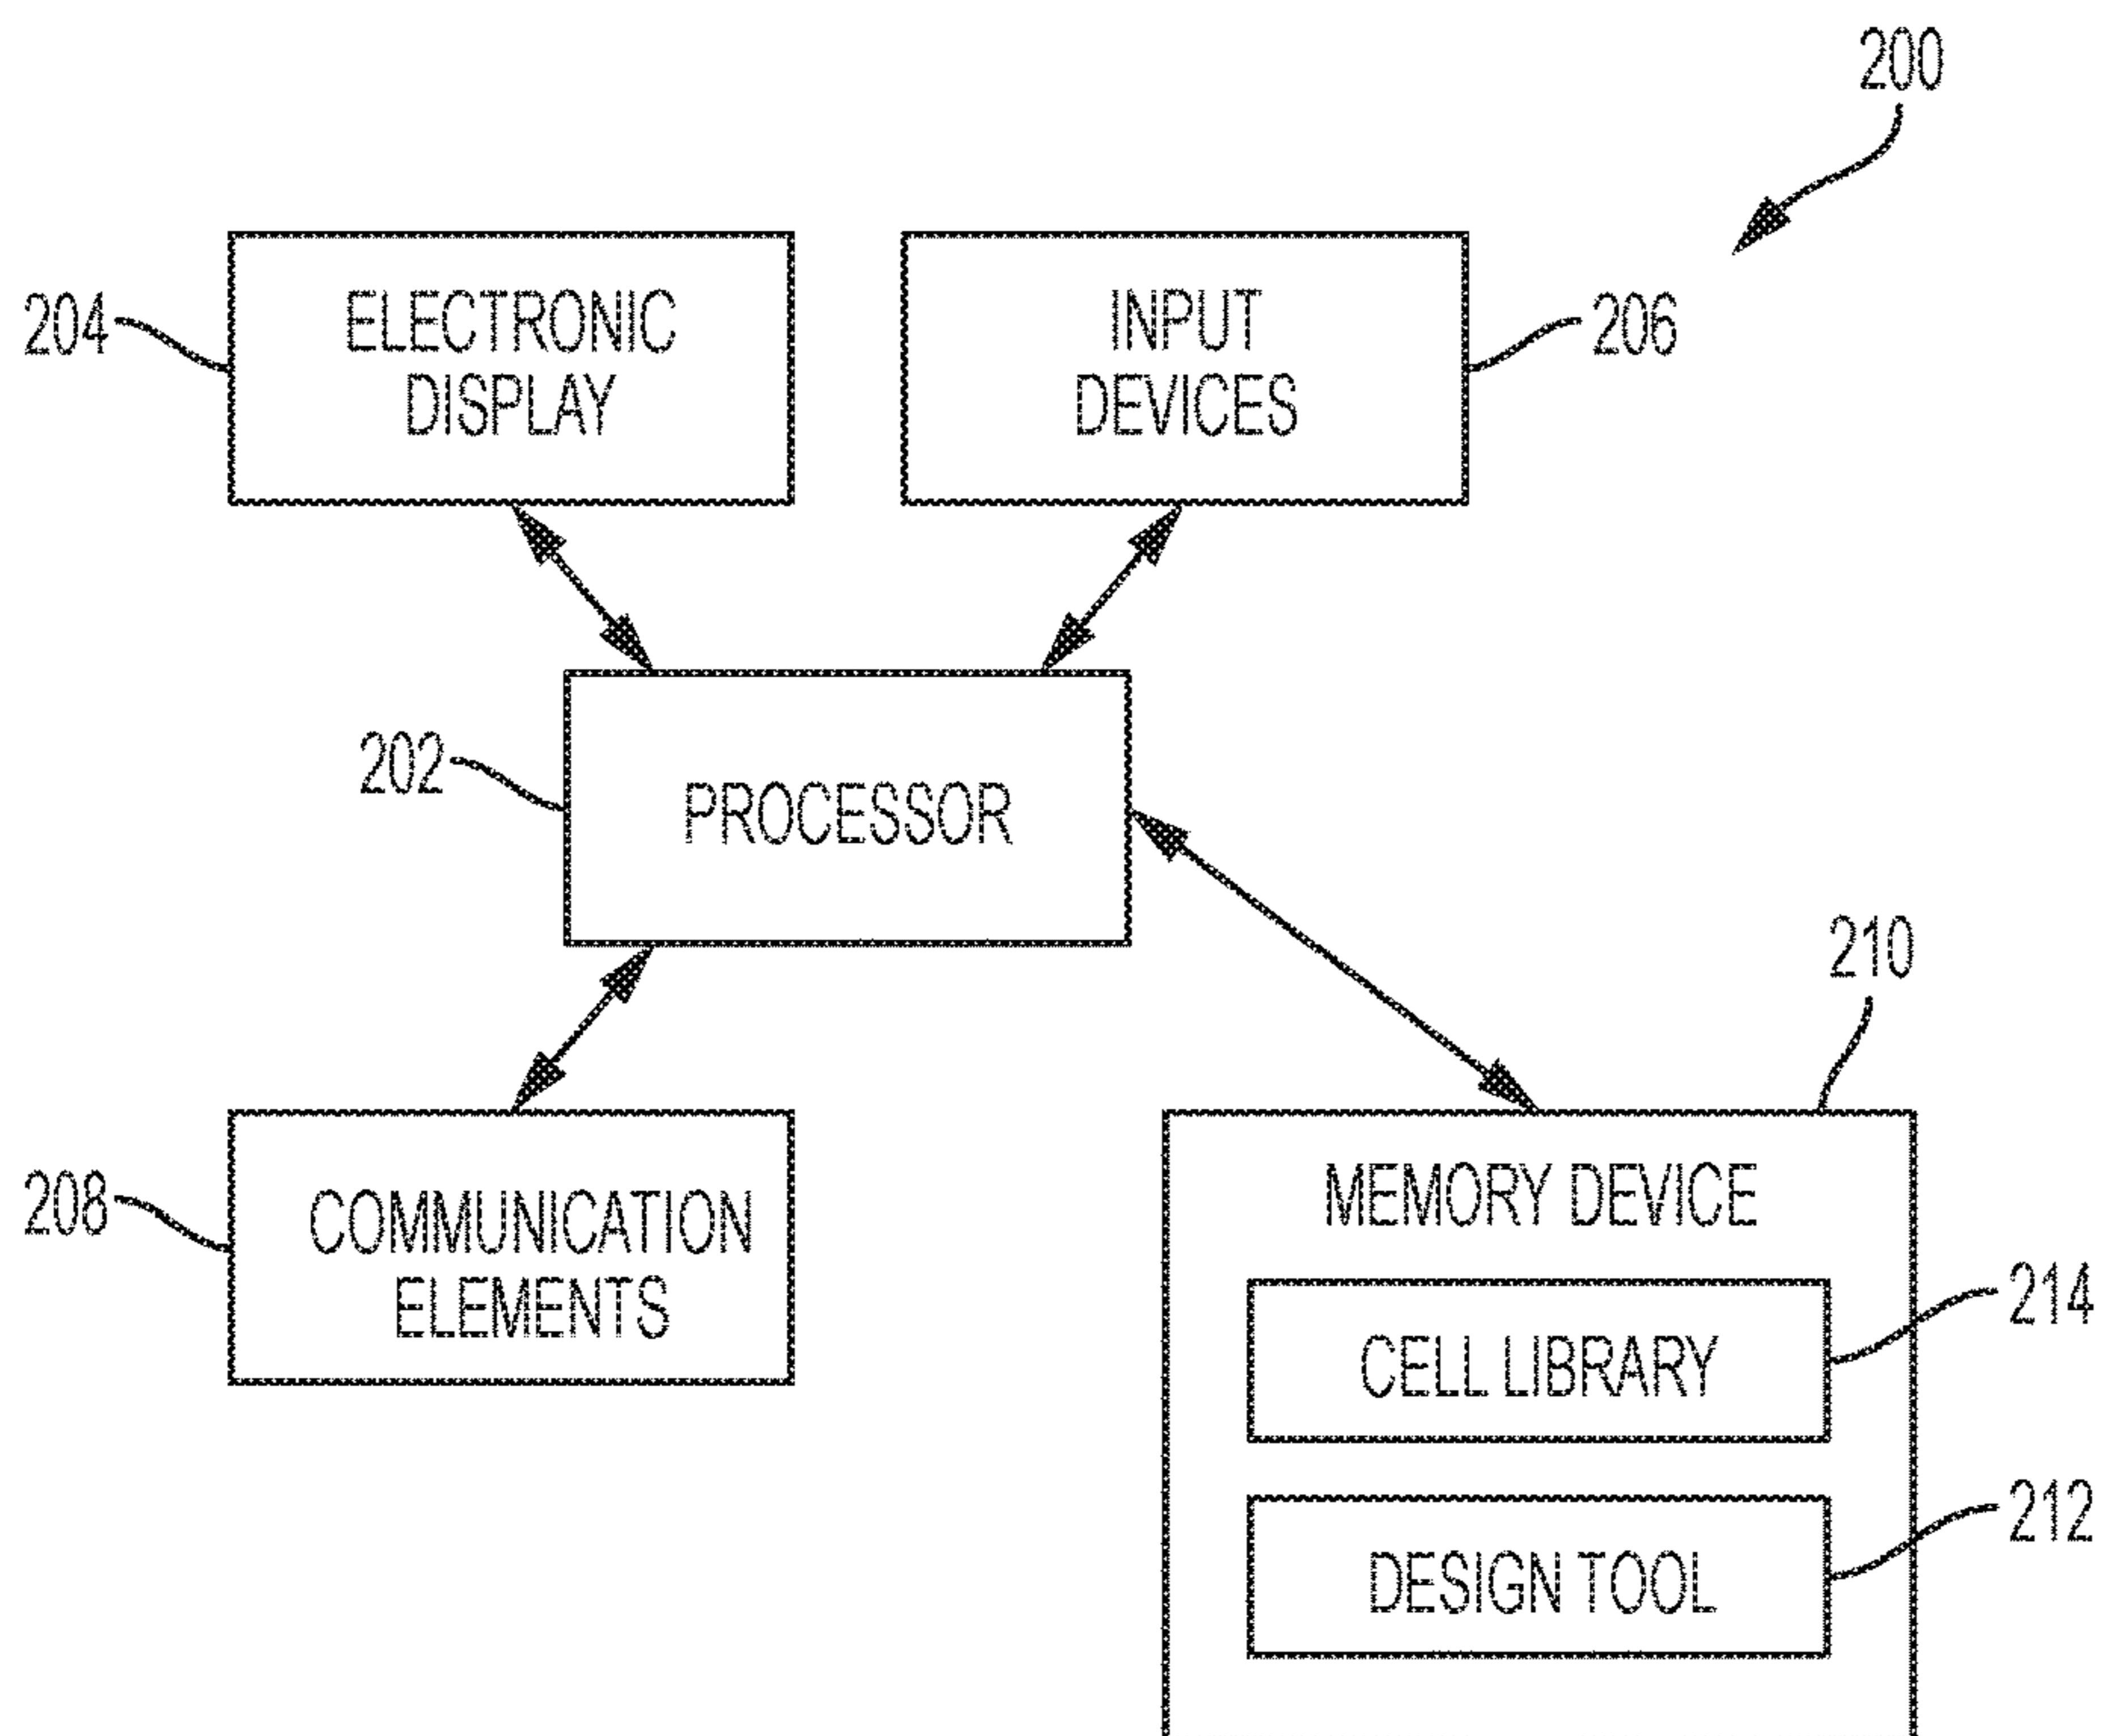 200
204
ELECTRONIC
DISPLAY
INPUT
DEVICES
206
202
PROCESSOR
210
208
COMMUNICATION
ELEMENTS
MEMORY DEVICE
214
CELL LIBRARY
212
DESIGN TOOL